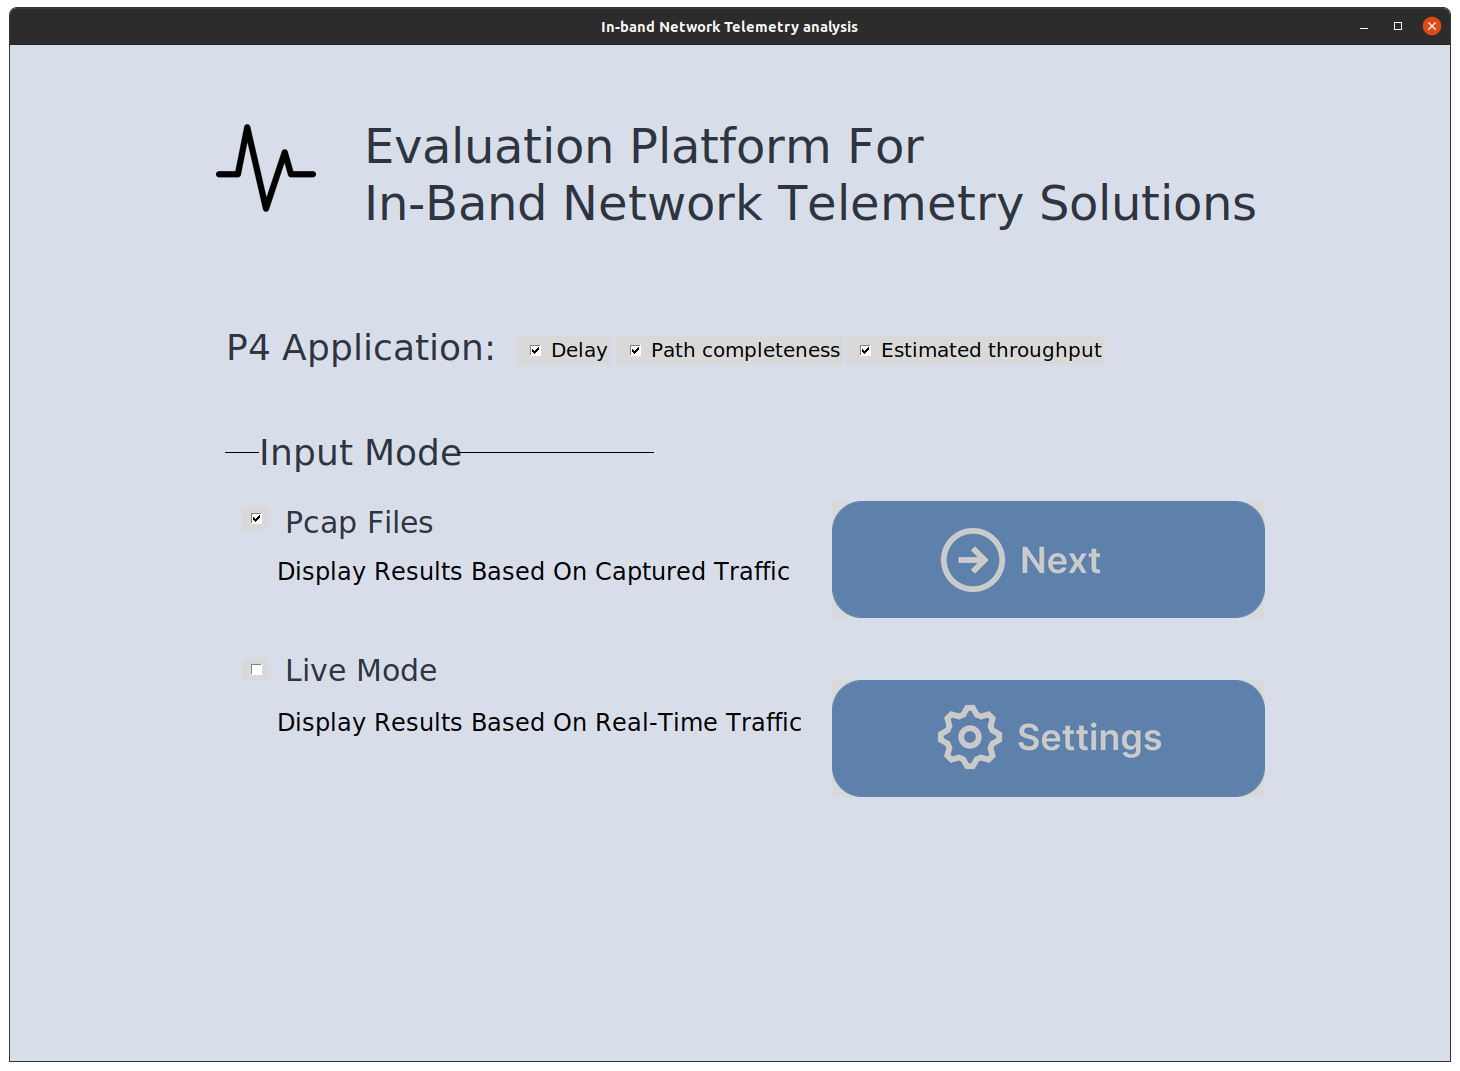 In-band Network Telemetry analysis
Evaluation Platform For
In-Band Network Telemetry Solutions
P4 Application: Delay Path completeness Estimated throughput
Input Mode
Pcap Files
Display Results Based On Captured Traffic
Next
Live Mode
Display Results Based On Real-Time Traffic
Settings